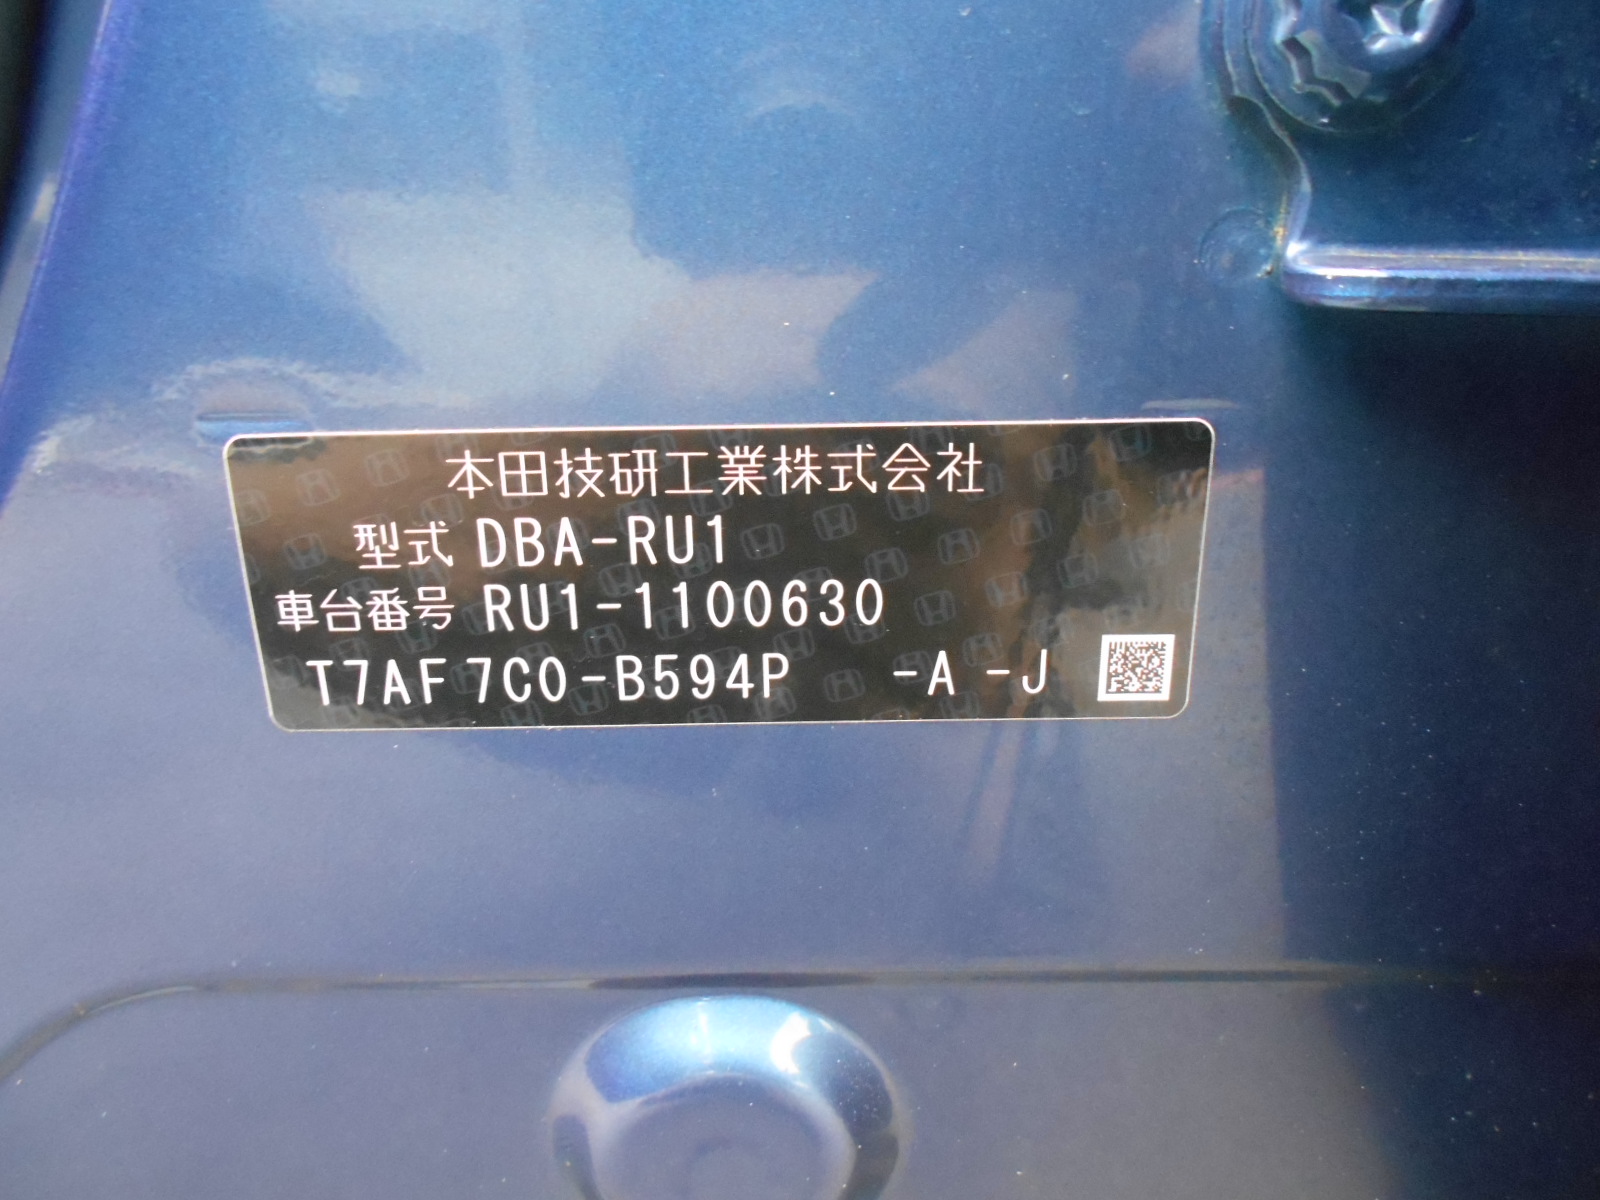 本田技研工業株式会社
型式 DBA-RU1
車台番号 RU1-1100630
T7AF7C0-B594P -A -J